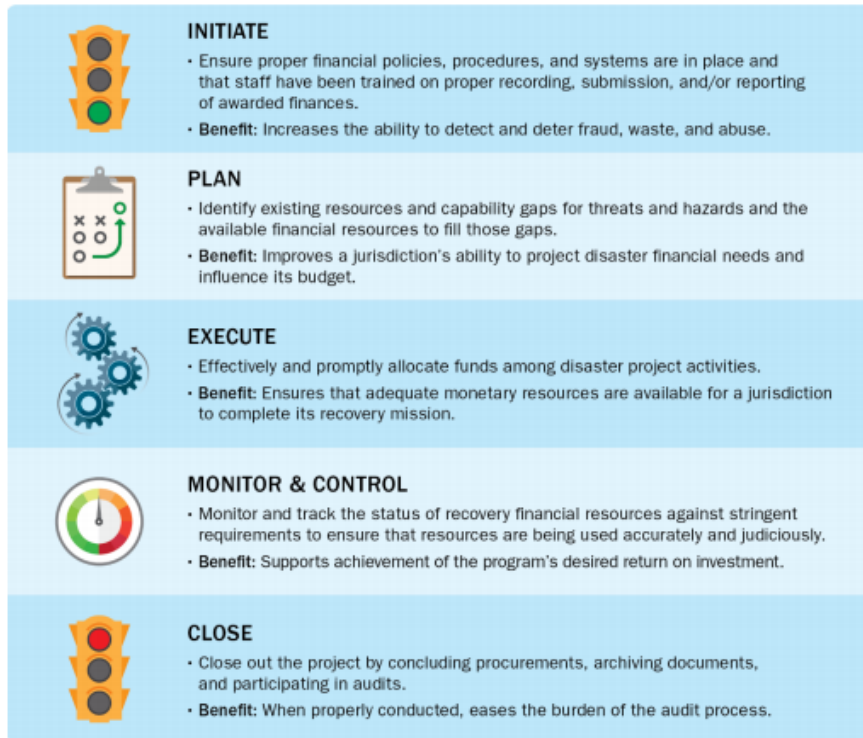 INITIATE
· Ensure proper financial policies, procedures, and systems are in place and
that staff have been trained on proper recording, submission, and/or reporting
of awarded finances.
· Benefit: Increases the ability to detect and deter fraud, waste, and abuse.
PLAN
· Identify existing resources and capability gaps for threats and hazards and the
available financial resources to fill those gaps.
· Benefit: Improves a jurisdiction's ability to project disaster financial needs and
influence its budget.
EXECUTE
· Effectively and promptly allocate funds among disaster project activities.
· Benefit: Ensures that adequate monetary resources are available for a jurisdiction
to complete its recovery mission.
MONITOR & CONTROL
· Monitor and track the status of recovery financial resources against stringent
requirements to ensure that resources are being used accurately and judiciously.
· Benefit: Supports achievement of the program's desired return on investment.
CLOSE
· Close out the project by concluding procurements, archiving documents,
and participating in audits.
· Benefit: When properly conducted, eases the burden of the audit process.